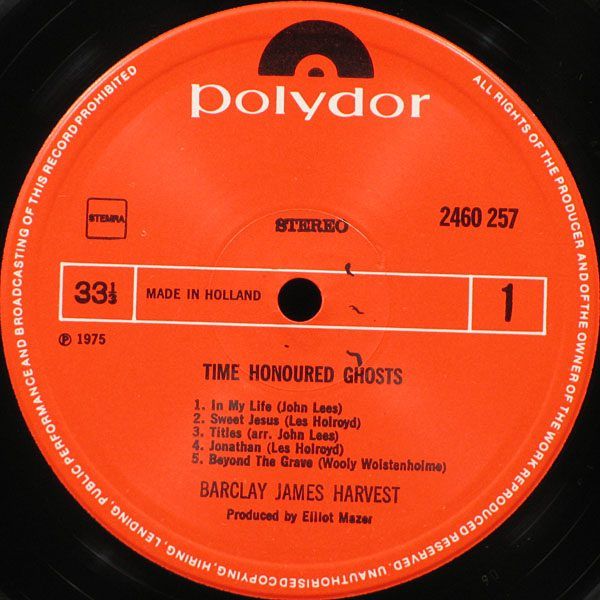 polydor
ALL RIGHTS OF THE PRODUCER AND OF THE OWNER OF THE WORK REPRODUCED RESERVED. UNAUTHORISED COPYING, HIRING, LENDING, PUBLIC PERFORMANCE AND BROADCASTING OF THIS RECORD PROHIBITED
STEMRA
STEREO
2460 257
33⅓
MADE IN HOLLAND
1
℗ 1975
TIME HONOURED GHOSTS
1. In My Life (John Lees)
2. Sweet Jesus (Les Holroyd)
3. Titles (arr. John Lees)
4. Jonathan (Les Holroyd)
5. Beyond The Grave (Wooly Wolstenholme)
BARCLAY JAMES HARVEST
Produced by Elliot Mazer